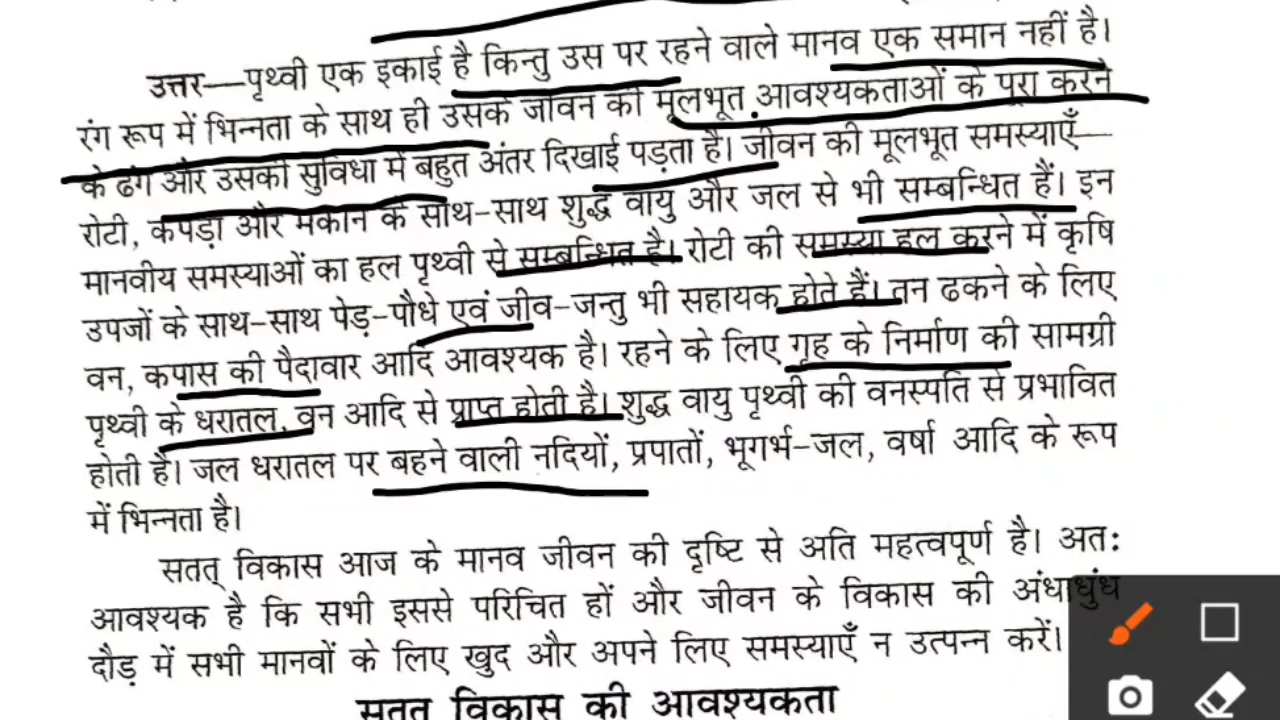 उत्तर—पृथ्वी एक इकाई है किन्तु उस पर रहने वाले मानव एक समान नहीं है।
रंग रूप में भिन्नता के साथ ही उसके जीवन की मूलभूत आवश्यकताओं के पूरा करने
के ढंग और उसकी सुविधा में बहुत अंतर दिखाई पड़ता है। जीवन की मूलभूत समस्याएँ—
रोटी, कपड़ा और मकान के साथ-साथ शुद्ध वायु और जल से भी सम्बन्धित हैं। इन
मानवीय समस्याओं का हल पृथ्वी से सम्बन्धित है। रोटी की समस्या हल करने में कृषि
उपजों के साथ-साथ पेड़-पौधे एवं जीव-जन्तु भी सहायक होते हैं। तन ढकने के लिए
वन, कपास की पैदावार आदि आवश्यक है। रहने के लिए गृह के निर्माण की सामग्री
पृथ्वी के धरातल, वन आदि से प्राप्त होती है। शुद्ध वायु पृथ्वी की वनस्पति से प्रभावित
होती है। जल धरातल पर बहने वाली नदियों, प्रपातों, भूगर्भ-जल, वर्षा आदि के रूप
में भिन्नता है।
सतत् विकास आज के मानव जीवन की दृष्टि से अति महत्वपूर्ण है। अतः
आवश्यक है कि सभी इससे परिचित हों और जीवन के विकास की अंधाधुंध
दौड़ में सभी मानवों के लिए खुद और अपने लिए समस्याएँ न उत्पन्न करें।
सतत विकास की आवश्यकता